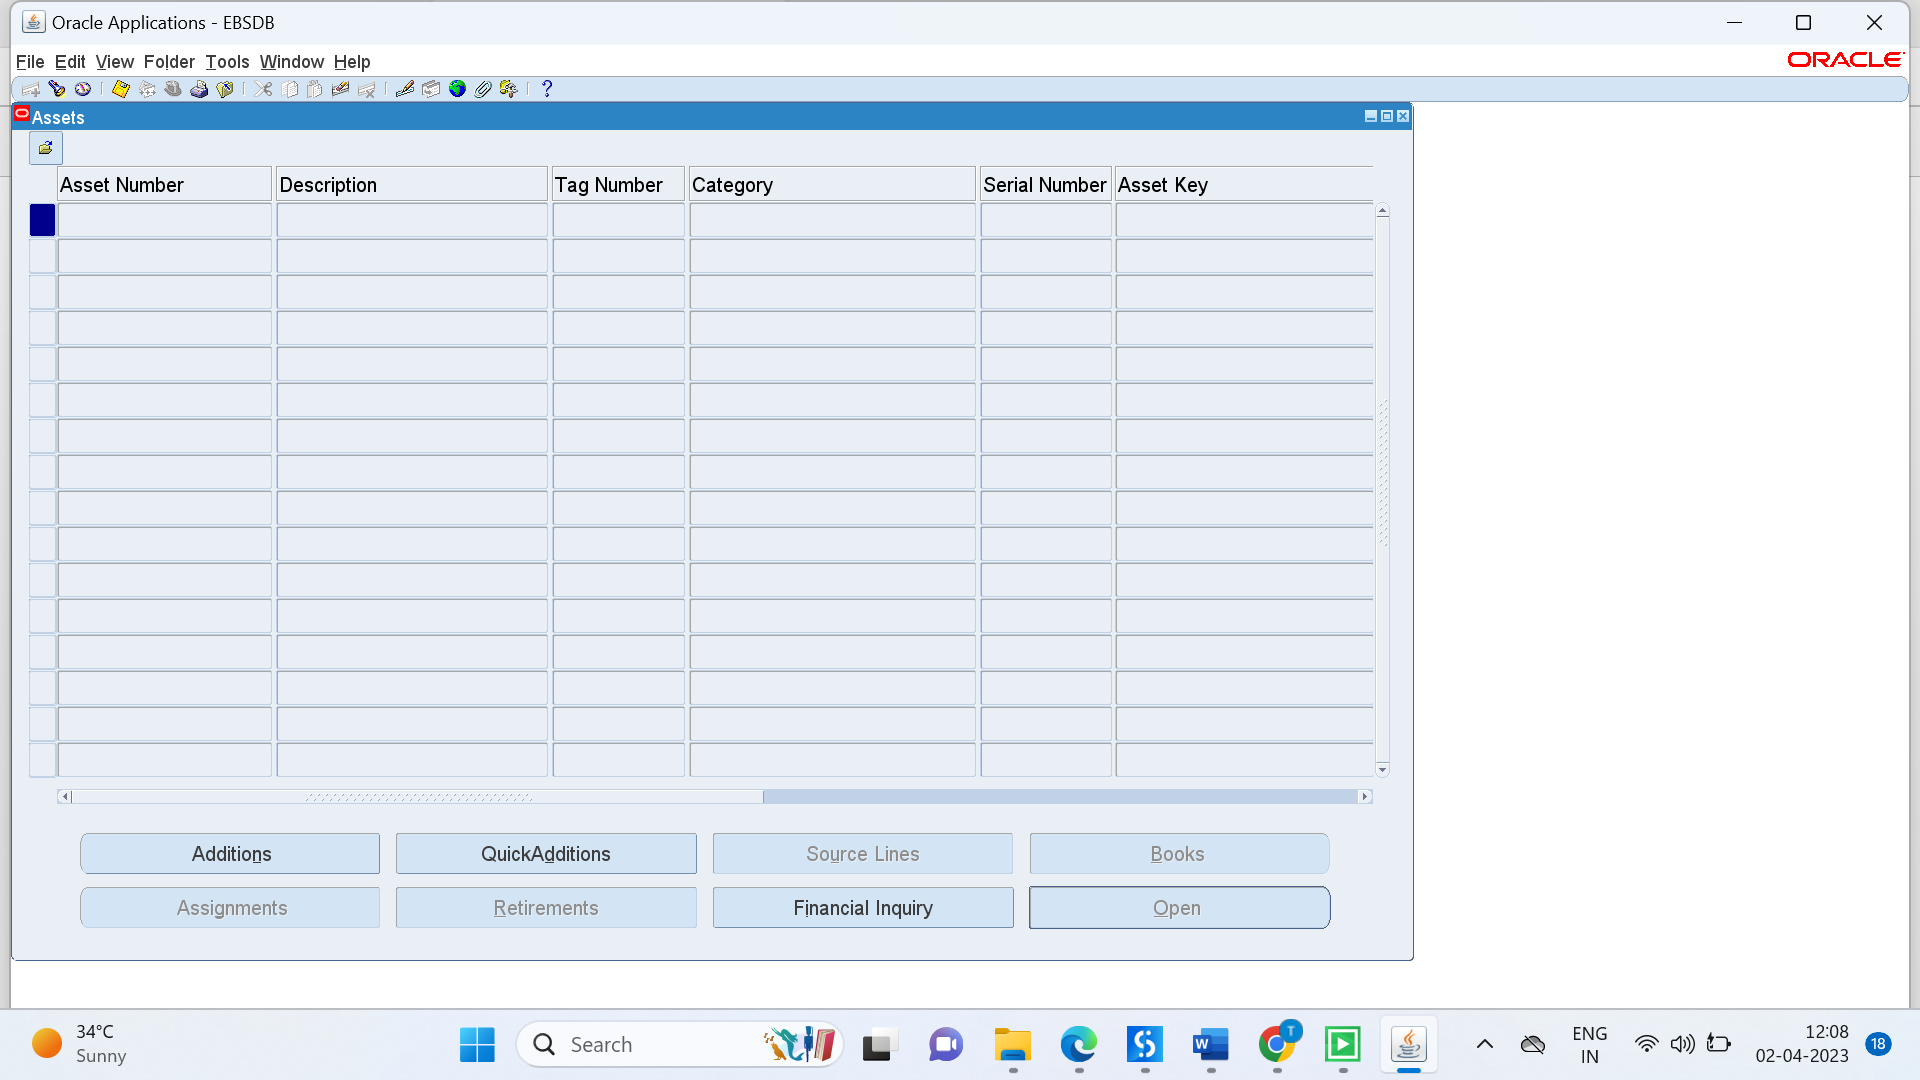 Oracle Applications - EBSDB
File Edit View Folder Tools Window Help
ORACLE
Assets
Asset Number Description Tag Number Category Serial Number Asset Key
Additions QuickAdditions Source Lines Books
Assignments Retirements Financial Inquiry Open
34°C
Sunny
Search
T
ENG
IN
12:08
02-04-2023
18